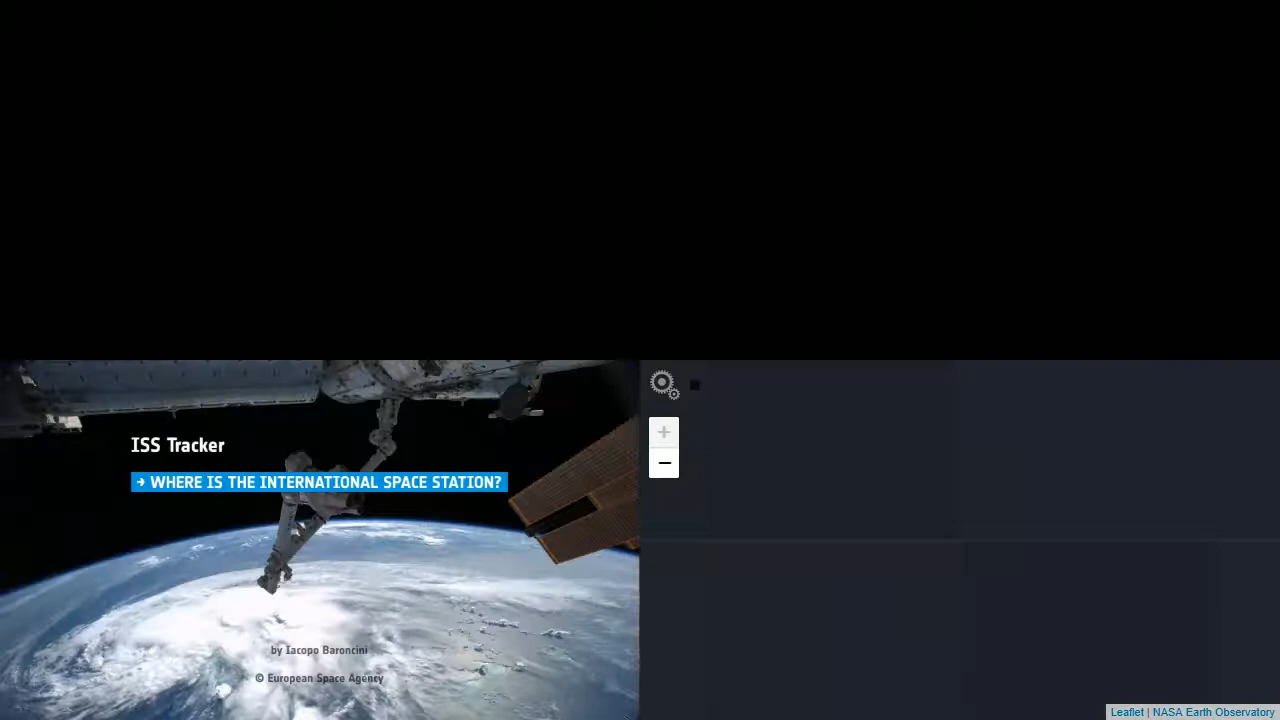 ISS Tracker
→ WHERE IS THE INTERNATIONAL SPACE STATION?
by Iacopo Baroncini
© European Space Agency
+
−
Leaflet | NASA Earth Observatory